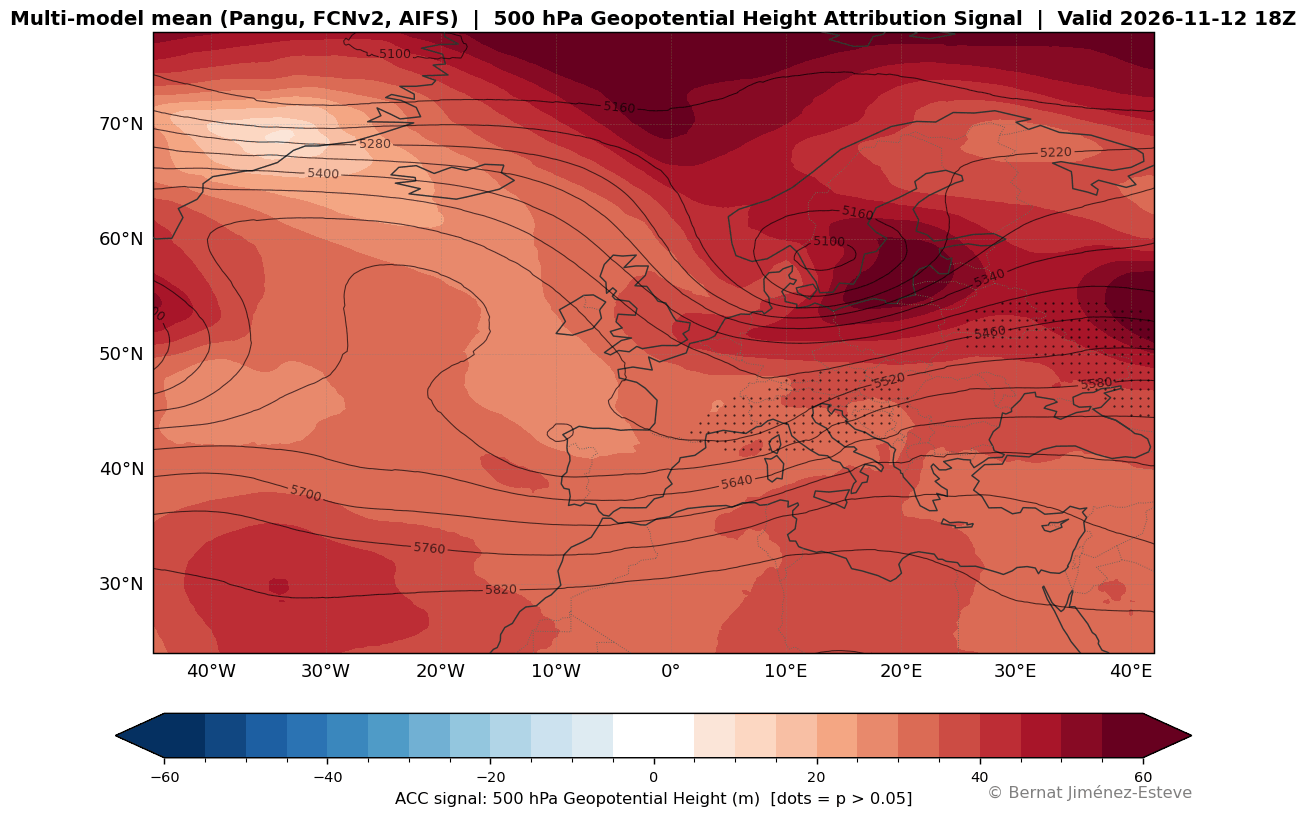 Multi-model mean (Pangu, FCNv2, AIFS) | 500 hPa Geopotential Height Attribution Signal | Valid 2026-11-12 18Z
5100
5160
70°N
5280
5220
5400
5160
60°N
5100
5340
5460
50°N
5520
5580
40°N
5640
5700
5760
30°N
5820
40°W 30°W 20°W 10°W 0° 10°E 20°E 30°E 40°E
−60 −40 −20 0 20 40 60
ACC signal: 500 hPa Geopotential Height (m) [dots = p > 0.05]
© Bernat Jiménez-Esteve